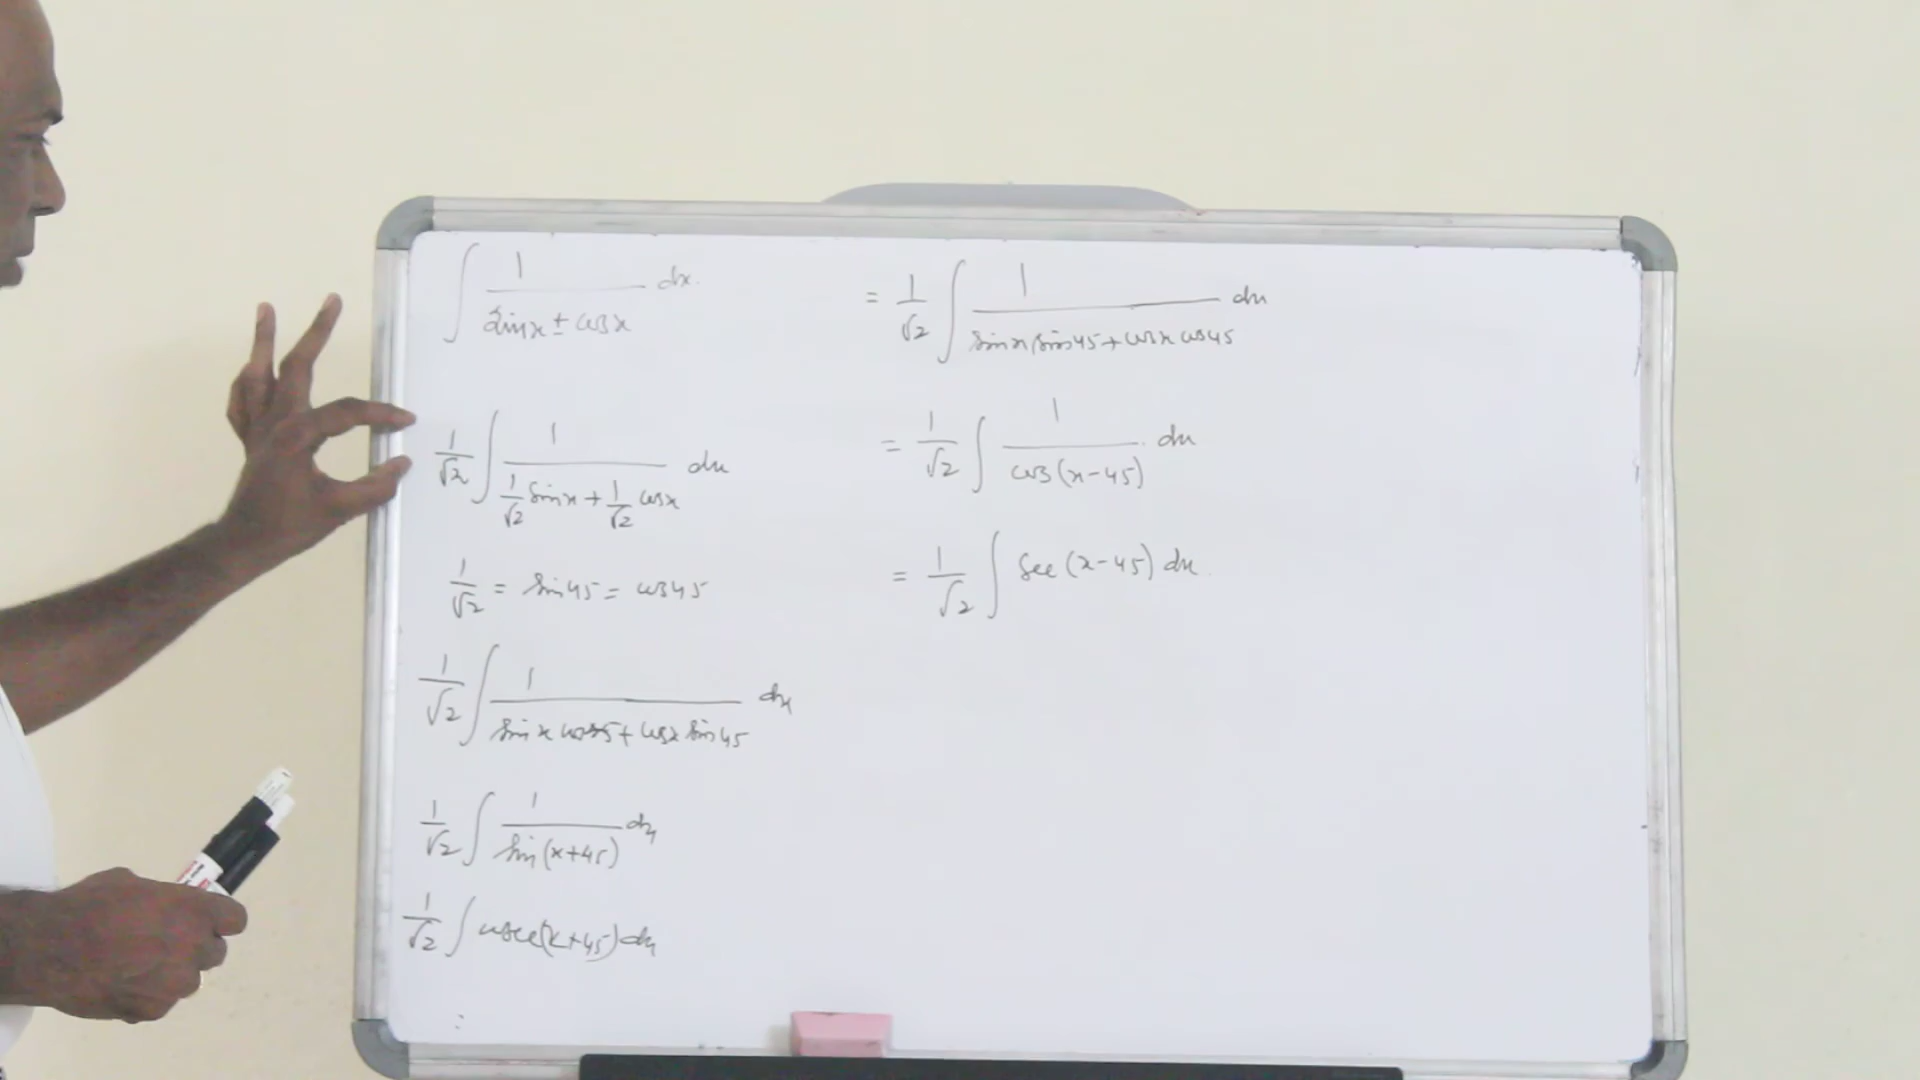 ∫ 1/(sinx ± cosx) dx.
1/√2 ∫ 1/(1/√2 sinx + 1/√2 cosx) dx
1/√2 = sin45 = cos45
1/√2 ∫ 1/(sinx cos45 + cosx sin45) dx
1/√2 ∫ 1/sin(x+45) dx
1/√2 ∫ cosec(x+45) dx
= 1/√2 ∫ 1/(sinx sin45 + cosx cos45) dx
= 1/√2 ∫ 1/cos(x-45) dx
= 1/√2 ∫ sec(x-45) dx.